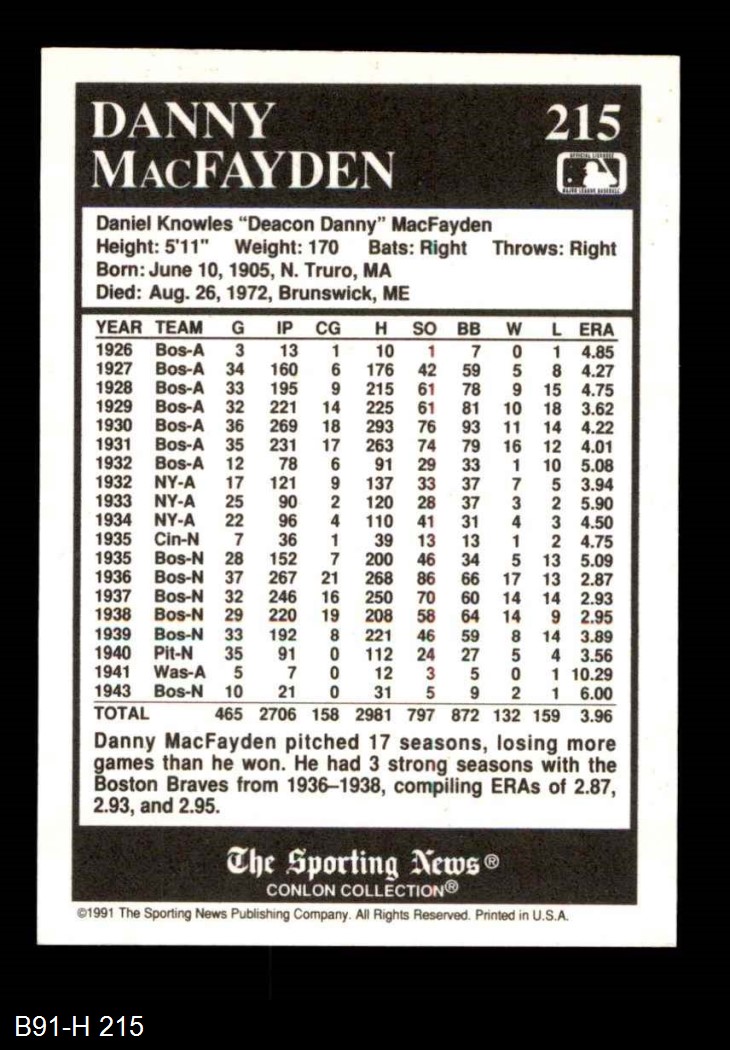 DANNY 215
MACFAYDEN
Daniel Knowles “Deacon Danny” MacFayden
Height: 5'11" Weight: 170 Bats: Right Throws: Right
Born: June 10, 1905, N. Truro, MA
Died: Aug. 26, 1972, Brunswick, ME
YEAR TEAM G IP CG H SO BB W L ERA
1926 Bos-A 3 13 1 10 1 7 0 1 4.85
1927 Bos-A 34 160 6 176 42 59 5 8 4.27
1928 Bos-A 33 195 9 215 61 78 9 15 4.75
1929 Bos-A 32 221 14 225 61 81 10 18 3.62
1930 Bos-A 36 269 18 293 76 93 11 14 4.22
1931 Bos-A 35 231 17 263 74 79 16 12 4.01
1932 Bos-A 12 78 6 91 29 33 1 10 5.08
1932 NY-A 17 121 9 137 33 37 7 5 3.94
1933 NY-A 25 90 2 120 28 37 3 2 5.90
1934 NY-A 22 96 4 110 41 31 4 3 4.50
1935 Cin-N 7 36 1 39 13 13 1 2 4.75
1935 Bos-N 28 152 7 200 46 34 5 13 5.09
1936 Bos-N 37 267 21 268 86 66 17 13 2.87
1937 Bos-N 32 246 16 250 70 60 14 14 2.93
1938 Bos-N 29 220 19 208 58 64 14 9 2.95
1939 Bos-N 33 192 8 221 46 59 8 14 3.89
1940 Pit-N 35 91 0 112 24 27 5 4 3.56
1941 Was-A 5 7 0 12 3 5 0 1 10.29
1943 Bos-N 10 21 0 31 5 9 2 1 6.00
TOTAL 465 2706 158 2981 797 872 132 159 3.96
Danny MacFayden pitched 17 seasons, losing more
games than he won. He had 3 strong seasons with the
Boston Braves from 1936–1938, compiling ERAs of 2.87,
2.93, and 2.95.
The Sporting News®
CONLON COLLECTION®
©1991 The Sporting News Publishing Company. All Rights Reserved. Printed in U.S.A.
B91-H 215